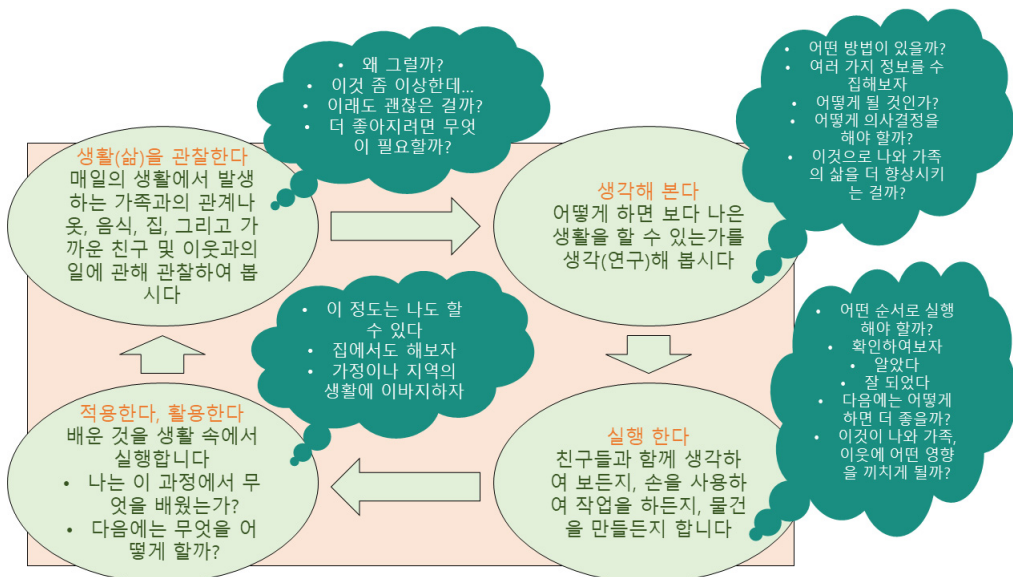 생활(삶)을 관찰한다
매일의 생활에서 발생
하는 가족과의 관계나
옷, 음식, 집, 그리고 가
까운 친구 및 이웃과의
일에 관해 관찰하여 봅
시다
• 왜 그럴까?
• 이것 좀 이상한데...
• 이래도 괜찮은 걸까?
• 더 좋아지려면 무엇
이 필요할까?
생각해 본다
어떻게 하면 보다 나은
생활을 할 수 있는가를
생각(연구)해 봅시다
• 어떤 방법이 있을까?
• 여러 가지 정보를 수
집해보자
• 어떻게 될 것인가?
• 어떻게 의사결정을
해야 할까?
• 이것으로 나와 가족
의 삶을 더 향상시키
는 걸까?
실행 한다
친구들과 함께 생각하
여 보든지, 손을 사용하
여 작업을 하든지, 물건
을 만들든지 합니다
• 어떤 순서로 실행
해야 할까?
• 확인하여보자
• 알았다
• 잘 되었다
• 다음에는 어떻게
하면 더 좋을까?
• 이것이 나와 가족,
이웃에 어떤 영향
을 끼치게 될까?
적용한다, 활용한다
배운 것을 생활 속에서
실행합니다
• 나는 이 과정에서 무
엇을 배웠는가?
• 다음에는 무엇을 어
떻게 할까?
• 이 정도는 나도 할
수 있다
• 집에서도 해보자
• 가정이나 지역의
생활에 이바지하자